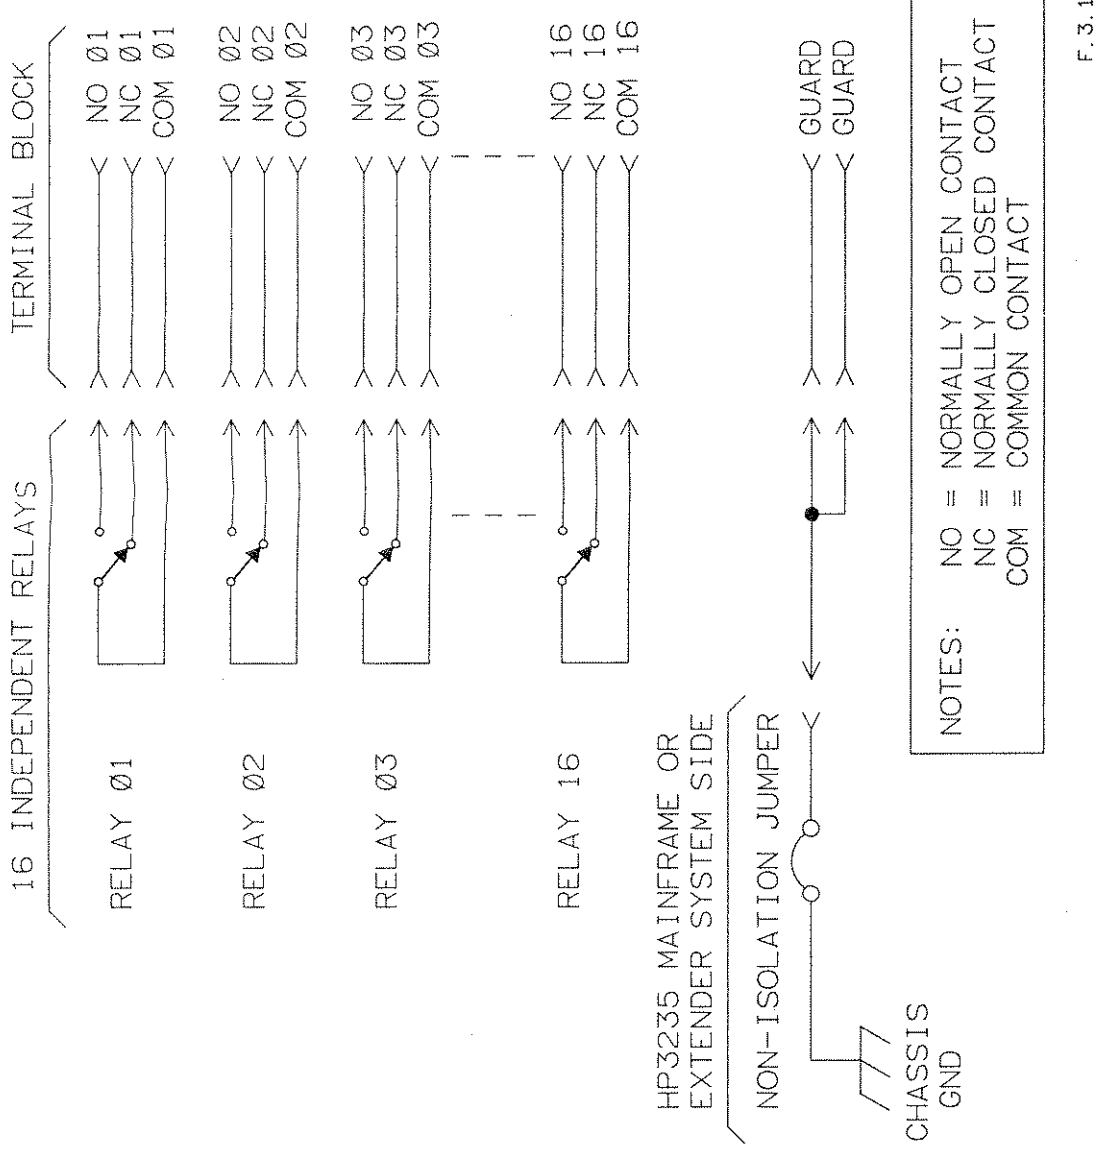 16 INDEPENDENT RELAYS
TERMINAL BLOCK
RELAY Ø1
NO Ø1
NC Ø1
COM Ø1
RELAY Ø2
NO Ø2
NC Ø2
COM Ø2
RELAY Ø3
NO Ø3
NC Ø3
COM Ø3
RELAY 16
NO 16
NC 16
COM 16
HP3235 MAINFRAME OR
EXTENDER SYSTEM SIDE
NON-ISOLATION JUMPER
GUARD
GUARD
CHASSIS
GND
NOTES: NO = NORMALLY OPEN CONTACT
NC = NORMALLY CLOSED CONTACT
COM = COMMON CONTACT
F.3.1